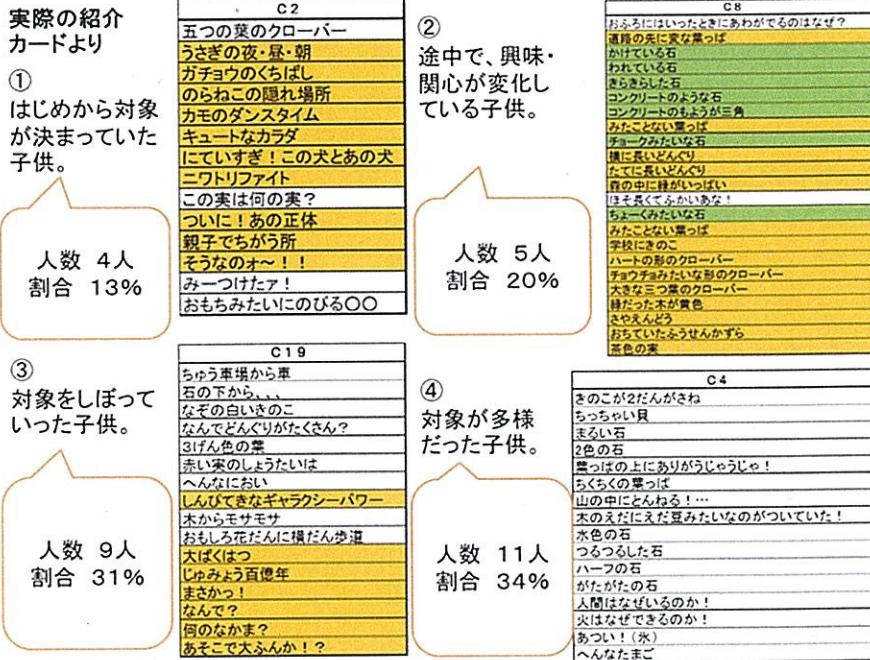 実際の紹介
カードより
①
はじめから対象
が決まっていた
子供。
人数 4人
割合 13%
C2
五つの葉のクローバー
うさぎの夜・昼・朝
ガチョウのくちばし
のらねこの隠れ場所
カモのダンスタイム
キュートなカラダ
にていすぎ！この犬とあの犬
ニワトリファイト
この実は何の実？
ついに！あの正体
親子でちがう所
そうなのォ～！！
みーつけたァ！
おもちみたいにのびる〇〇
②
途中で、興味・
関心が変化し
ている子供。
人数 5人
割合 20%
C8
おふろにはいったときにあわがでるのはなぜ？
道路の先に変な葉っぱ
かけている石
われている石
きらきらした石
コンクリートのような石
コンクリートのもようが三角
みたことない葉っぱ
チョークみたいな石
横に長いどんぐり
たてに長いどんぐり
森の中に緑がいっぱい
ほそ長くてふかいあな！
ちょーくみたいな石
みたことない葉っぱ
学校にきのこ
ハートの形のクローバー
チョウチョみたいな形のクローバー
大きな三つ葉のクローバー
緑だった木が黄色
さやえんどう
おちていたふうせんかずら
茶色の実
③
対象をしぼって
いった子供。
人数 9人
割合 31%
C19
ちゅう車場から車
石の下から、、、
なぞの白いきのこ
なんでどんぐりがたくさん？
3げん色の葉
赤い実のしょうたいは
へんなにおい
しんぴてきなギャラクシーパワー
木からモサモサ
おもしろ花だんに横だん歩道
大ばくはつ
じゅみょう百億年
まさかっ！
なんで？
何のなかま？
あそこで大ふんか！？
④
対象が多様
だった子供。
人数 11人
割合 34%
C4
きのこが2だんがさね
ちっちゃい貝
まるい石
2色の石
葉っぱの上にありがうじゃうじゃ！
ちくちくの葉っぱ
山の中にとんねる！…
木のえだにえだ豆みたいなのがついていた！
水色の石
つるつるした石
ハーフの石
がたがたの石
人間はなぜいるのか！
火はなぜできるのか！
あつい！（氷）
へんなたまご